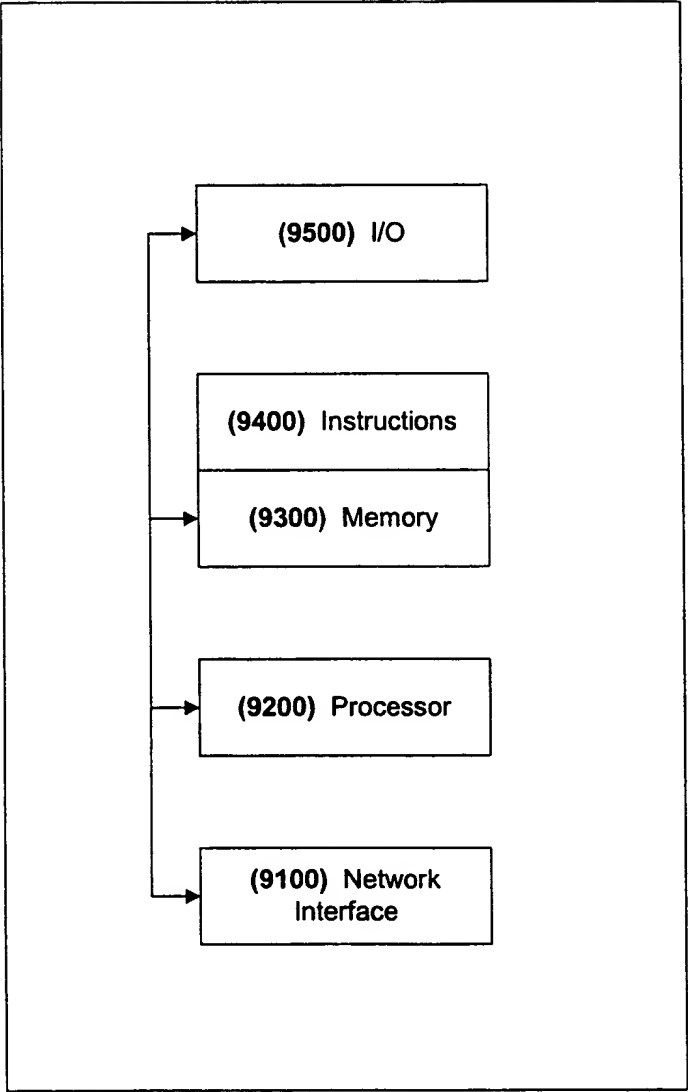 (9500) I/O
(9400) Instructions
(9300) Memory
(9200) Processor
(9100) Network
Interface